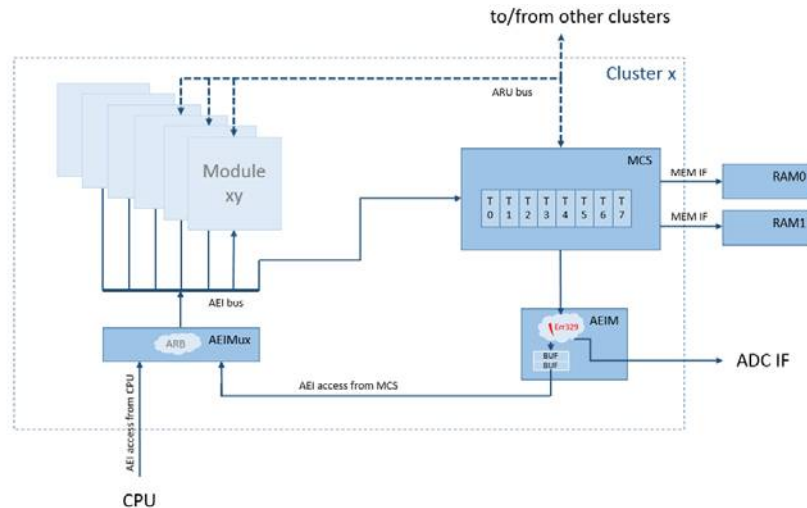 to/from other clusters
Cluster x
ARU bus
Module
xy
MCS
T T T T T T T T
0 1 2 3 4 5 6 7
MEM IF
RAM0
MEM IF
RAM1
AEI bus
ARB
AEIMux
AEIM
Err329
BUF
BUF
ADC IF
AEI access from MCS
AEI access from CPU
CPU